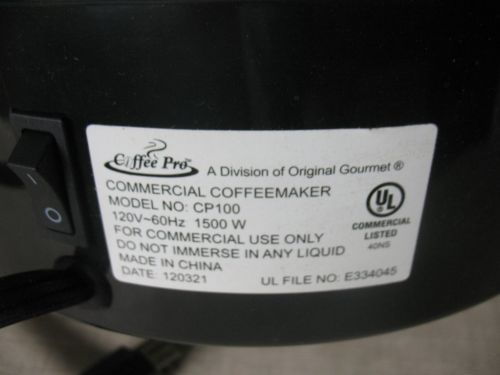 Coffee Pro™ A Division of Original Gourmet ®
COMMERCIAL COFFEEMAKER
MODEL NO: CP100
120V~60Hz 1500 W
FOR COMMERCIAL USE ONLY
DO NOT IMMERSE IN ANY LIQUID
MADE IN CHINA
DATE: 120321
UL FILE NO: E334045
UL
®
COMMERCIAL
LISTED
40NS